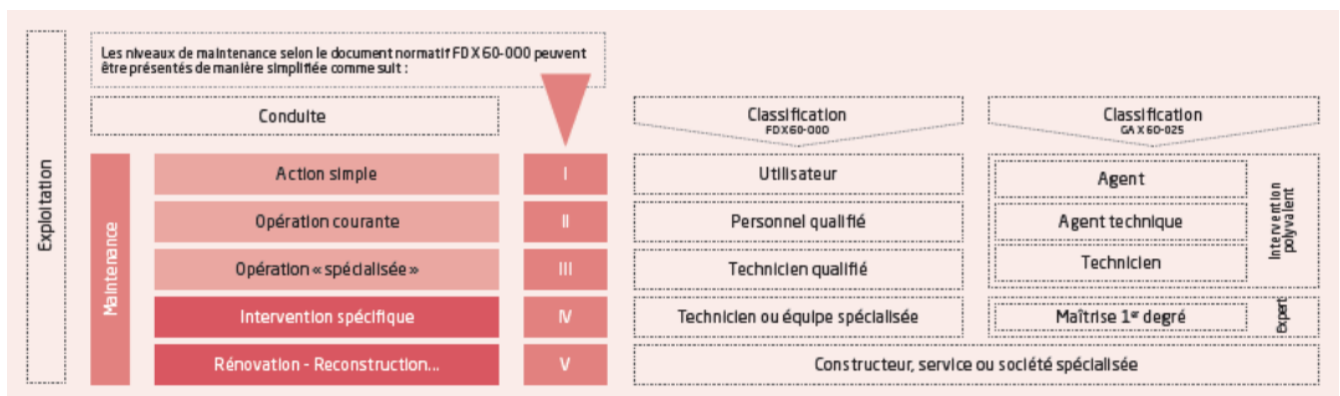 Les niveaux de maintenance selon le document normatif FD X 60-000 peuvent
être présentés de manière simplifiée comme suit :
Exploitation
Conduite
Classification
FD X 60-000
Classification
GA X 60-025
Maintenance
Action simple
I
Utilisateur
Agent
Opération courante
II
Personnel qualifié
Agent technique
Intervention
polyvalent
Opération « spécialisée »
III
Technicien qualifié
Technicien
Intervention spécifique
IV
Technicien ou équipe spécialisée
Maîtrise 1er degré
Expert
Rénovation - Reconstruction...
V
Constructeur, service ou société spécialisée